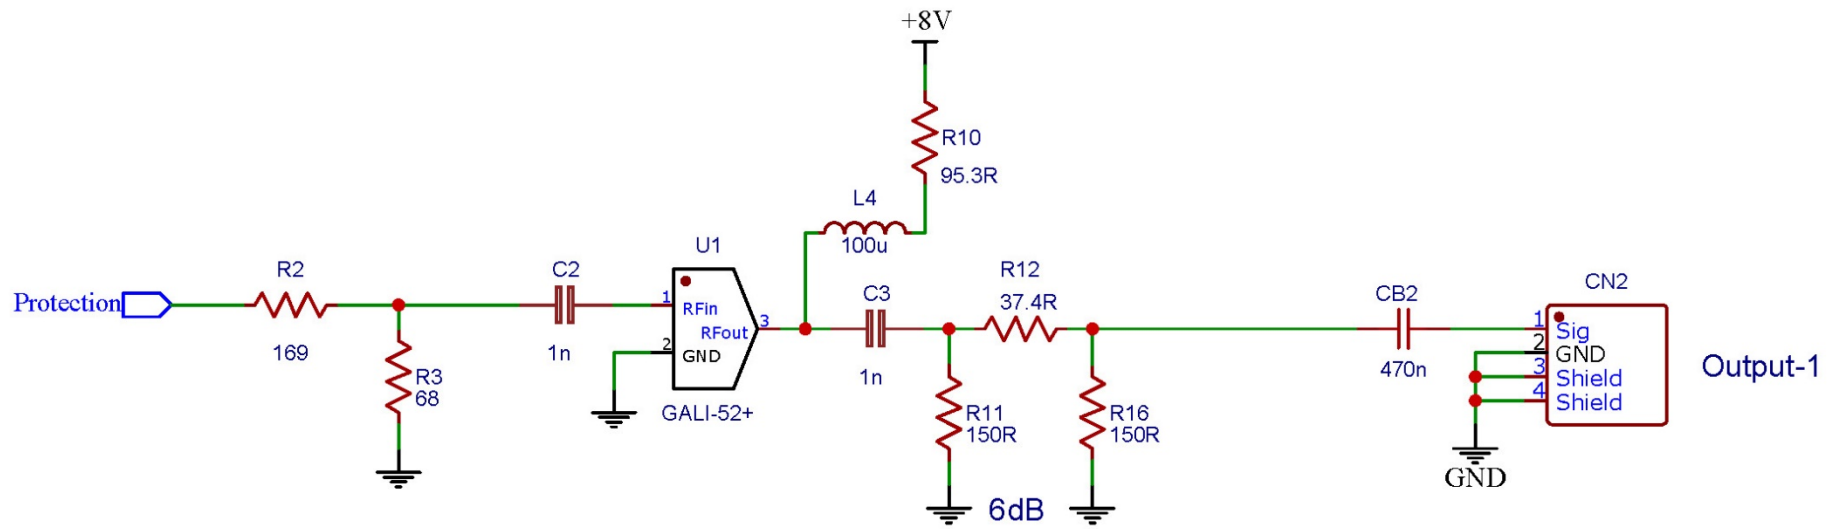 +8V
R10
95.3R
L4
100u
U1
R2
C2
R12
C3
37.4R
CN2
CB2
Protection
1
RFin
RFout
3
2
GND
169
1n
R3
68
GALI-52+
1n
470n
1
Sig
2
GND
3
Shield
4
Shield
Output-1
R11
150R
R16
150R
GND
6dB